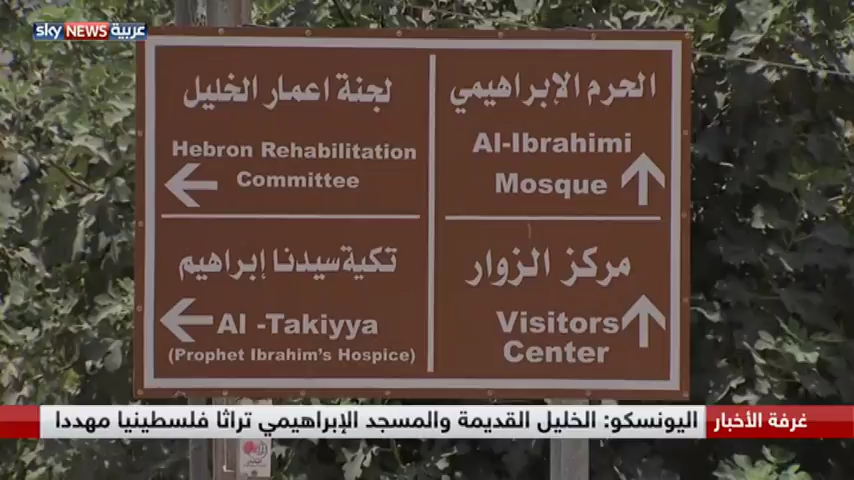 sky NEWS عربية
الحرم الإبراهيمي
Al-Ibrahimi
Mosque
لجنة اعمار الخليل
Hebron Rehabilitation
Committee
مركز الزوار
Visitors
Center
تكية سيدنا إبراهيم
Al -Takiyya
(Prophet Ibrahim's Hospice)
غرفة الأخبار
اليونسكو: الخليل القديمة والمسجد الإبراهيمي تراثا فلسطينيا مهددا